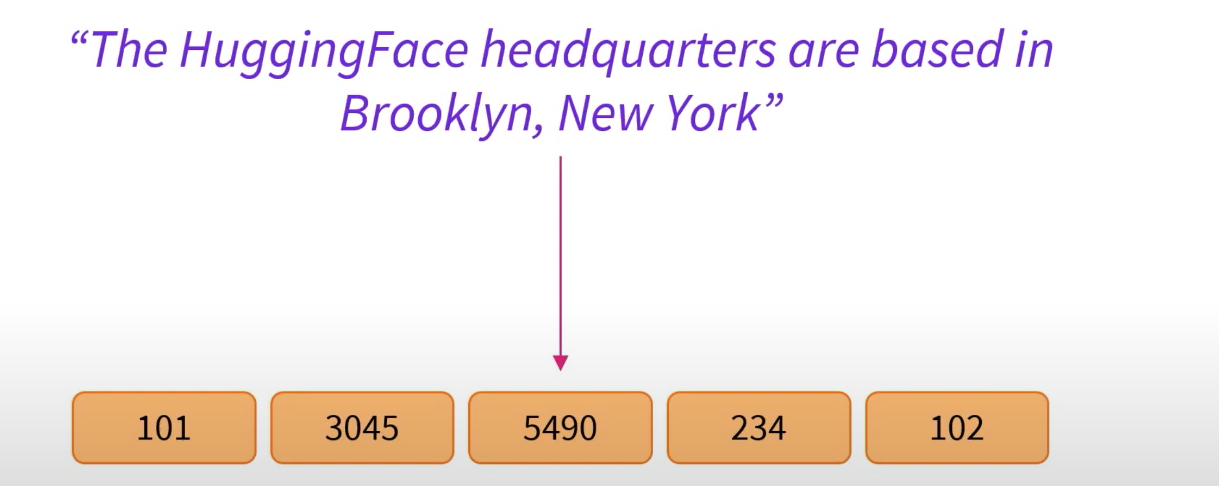 “The HuggingFace headquarters are based in
Brooklyn, New York”
101 3045 5490 234 102